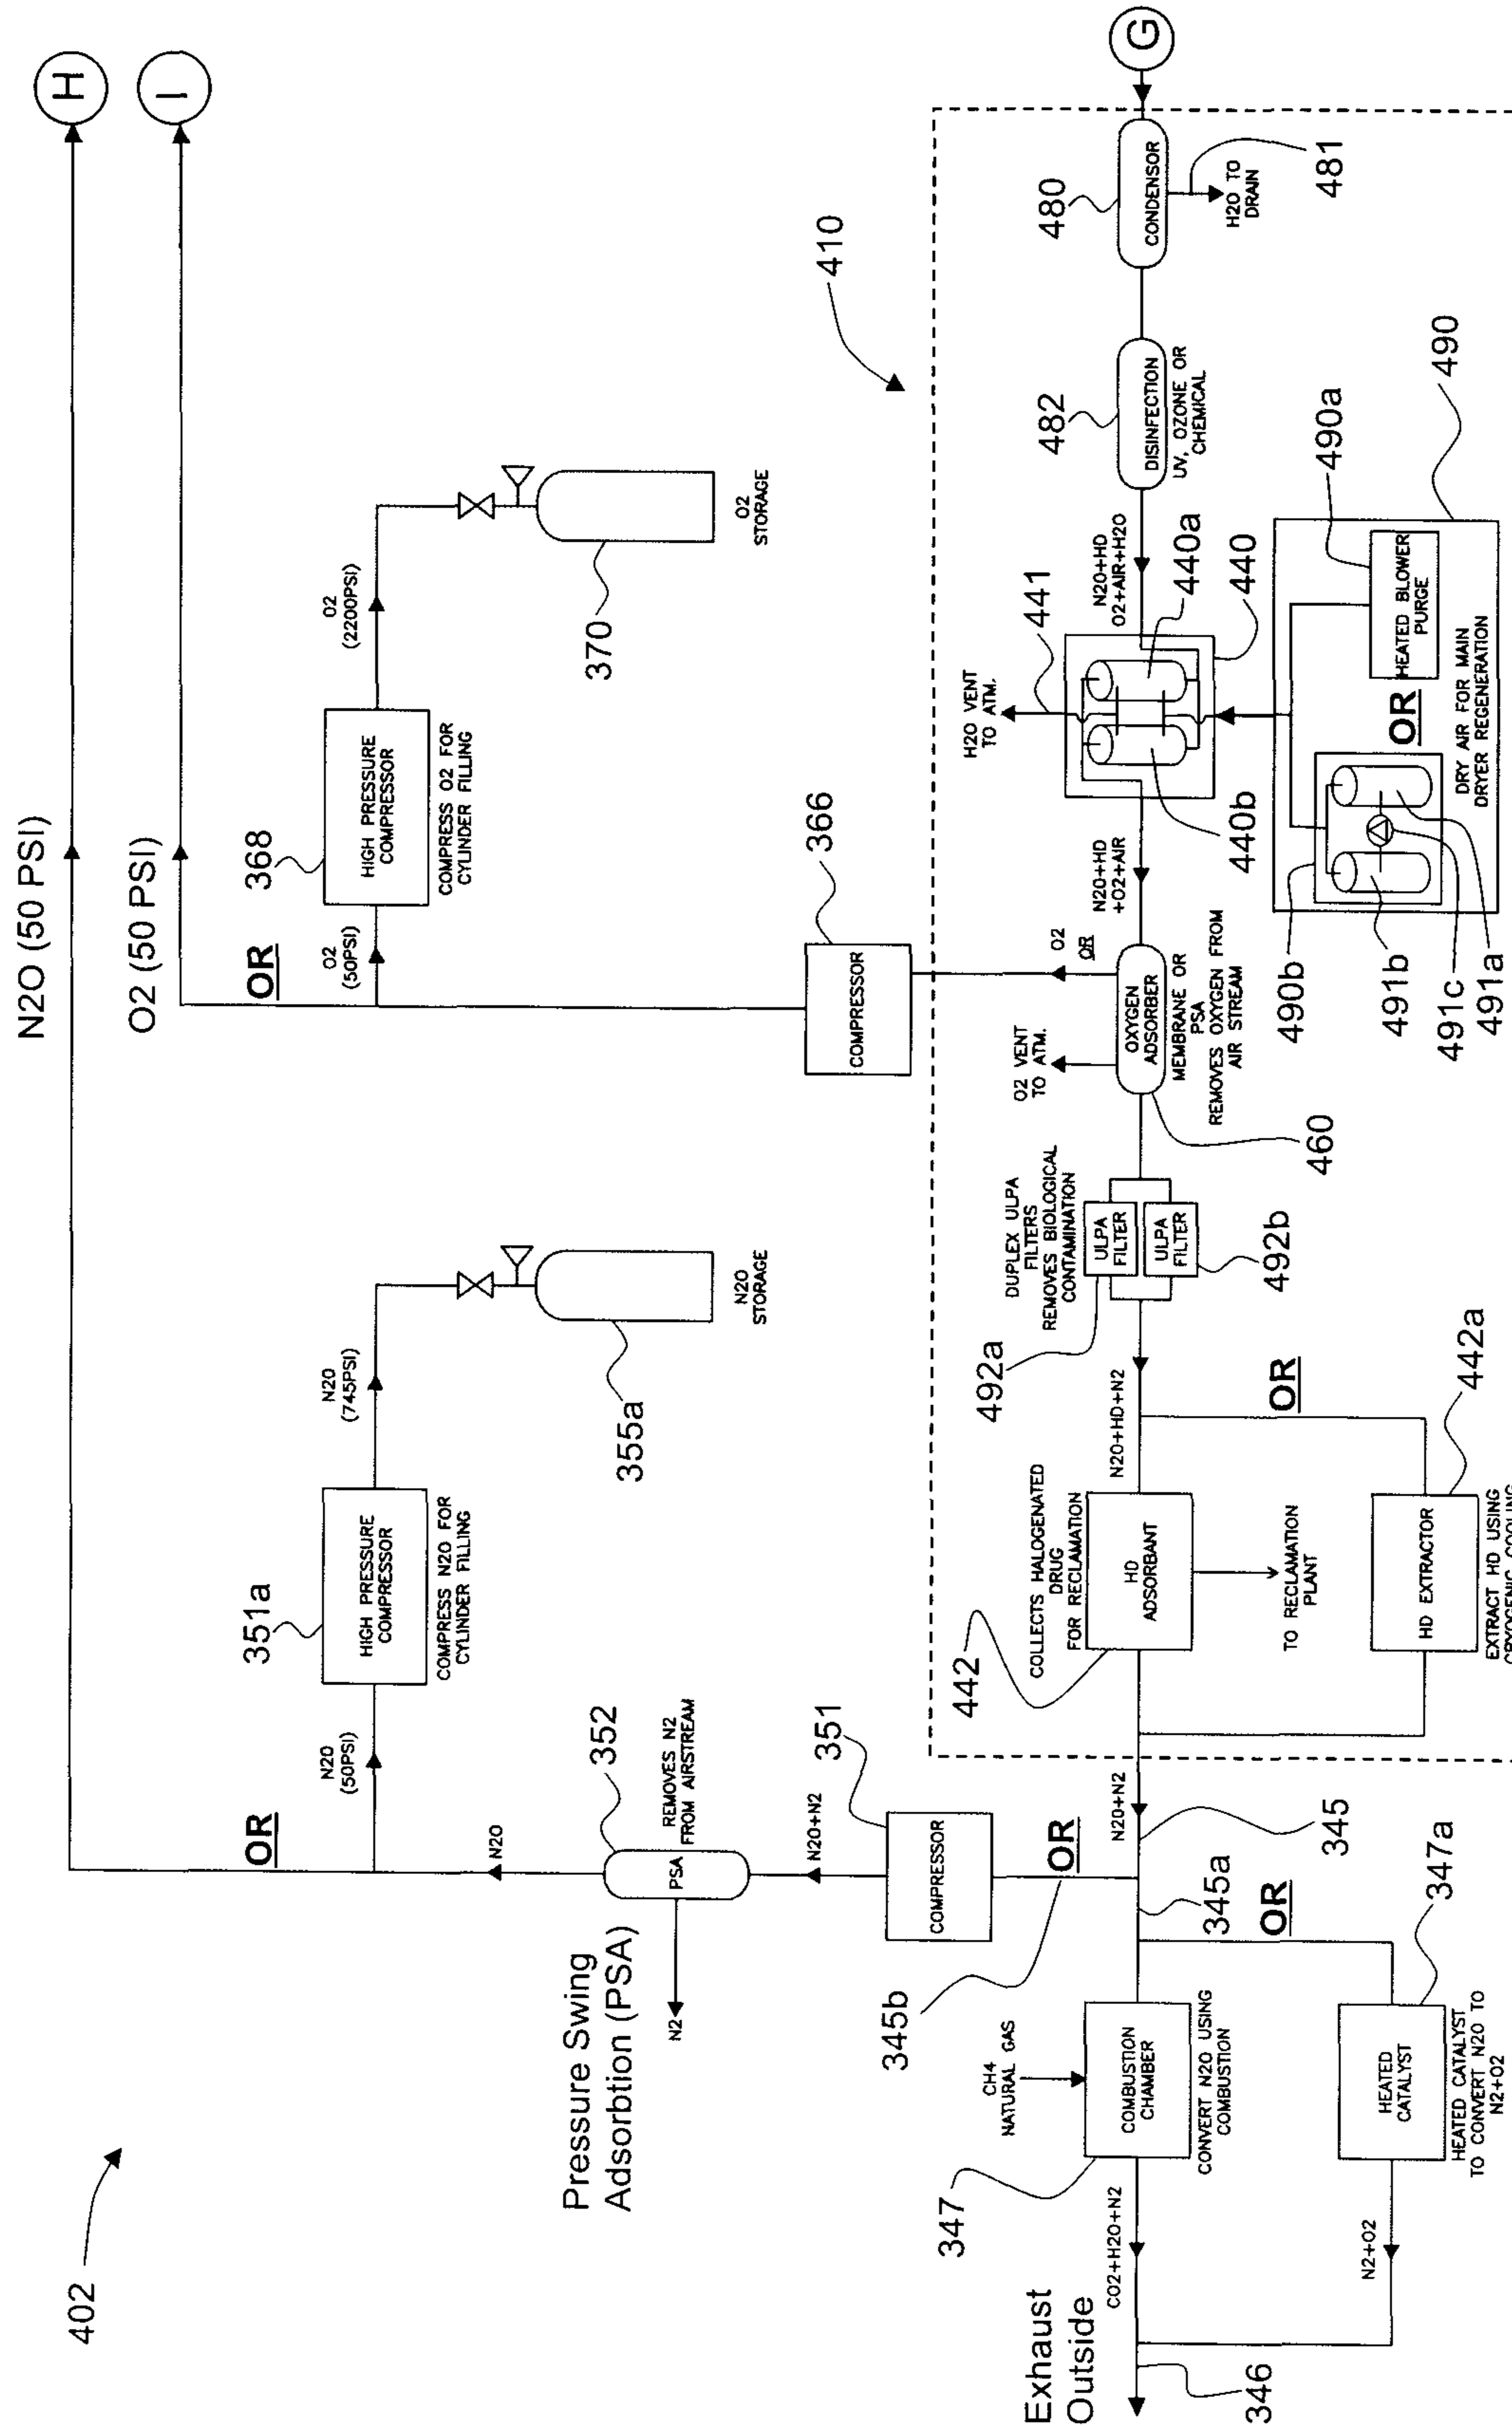 402
N2O (50 PSI)
H
O2 (50 PSI)
I
OR
N2O
(50PSI)
351a
HIGH PRESSURE
COMPRESSOR
COMPRESS N2O FOR
CYLINDER FILLING
N2O
(745PSI)
355a
N2O
STORAGE
OR
O2
(50PSI)
368
HIGH PRESSURE
COMPRESSOR
COMPRESS O2 FOR
CYLINDER FILLING
O2
(2200PSI)
370
O2
STORAGE
Pressure Swing
Adsorbtion (PSA)
N2
PSA
352
REMOVES N2
FROM AIRSTREAM
N2O
N2O+N2
COMPRESSOR
351
345b
OR
COMPRESSOR
366
410
G
CONDENSOR
480
H2O TO
DRAIN
481
DISINFECTION
482
UV, OZONE OR
CHEMICAL
N2O+HD
O2+AIR+H2O
H2O VENT
TO ATM.
441
440a
440
440b
490
490a
HEATED BLOWER
PURGE
OR
DRY AIR FOR MAIN
DRYER REGENERATION
490b
491b
491c
491a
N2O+HD
+O2+AIR
O2
OR
O2 VENT
TO ATM.
OXYGEN
ADSORBER
MEMBRANE OR
PSA
REMOVES OXYGEN FROM
AIR STREAM
460
DUPLEX ULPA
FILTERS
REMOVES BIOLOGICAL
CONTAMINATION
ULPA
FILTER
ULPA
FILTER
492a
492b
N2O+HD+N2
OR
442a
COLLECTS HALOGENATED
DRUG
FOR RECLAMATION
HD
ADSORBANT
442
TO RECLAMATION
PLANT
HD EXTRACTOR
EXTRACT HD USING
CRYOGENIC COOLING
N2O+N2
345
345a
OR
347a
CH4
NATURAL GAS
COMBUSTION
CHAMBER
CONVERT N2O USING
COMBUSTION
347
HEATED
CATALYST
HEATED CATALYST
TO CONVERT N2O TO
N2+O2
CO2+H2O+N2
N2+O2
Exhaust
Outside
346